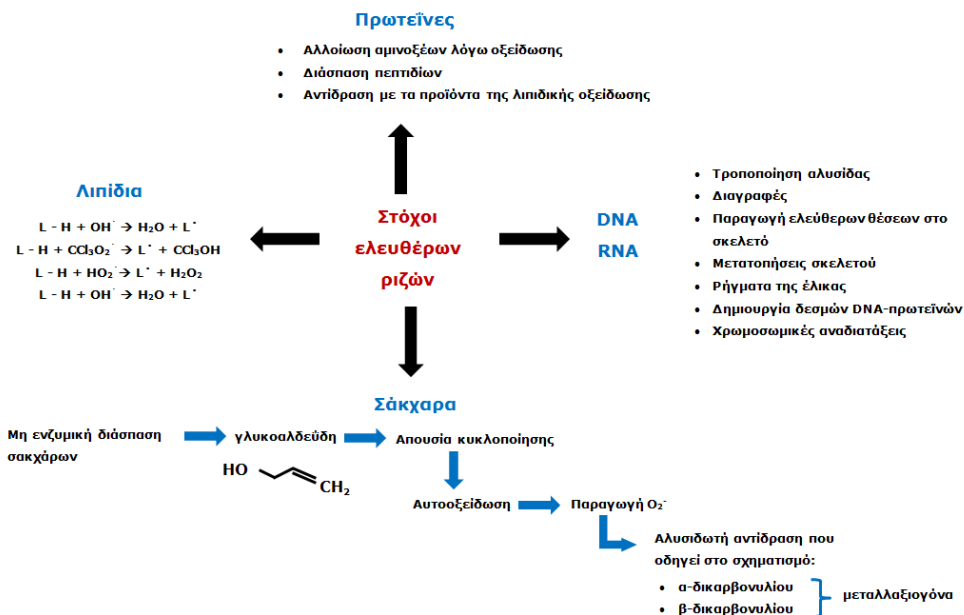 Πρωτεΐνες
• Αλλοίωση αμινοξέων λόγω οξείδωσης
• Διάσπαση πεπτιδίων
• Αντίδραση με τα προϊόντα της λιπιδικής οξείδωσης
Λιπίδια
L - H + OH˙ → H₂O + L˙
L - H + CCl₃O₂˙ → L˙ + CCl₃OH
L - H + HO₂˙ → L˙ + H₂O₂
L - H + OH˙ → H₂O + L˙
Στόχοι
ελευθέρων
ριζών
DNA
RNA
• Τροποποίηση αλυσίδας
• Διαγραφές
• Παραγωγή ελεύθερων θέσεων στο
σκελετό
• Μετατοπήσεις σκελετού
• Ρήγματα της έλικας
• Δημιουργία δεσμών DNA-πρωτεϊνών
• Χρωμοσωμικές αναδιατάξεις
Σάκχαρα
Μη ενζυμική διάσπαση
σακχάρων
γλυκοαλδεΰδη
HO
CH₂
Απουσία κυκλοποίησης
Αυτοοξείδωση
Παραγωγή O₂⁻
Αλυσιδωτή αντίδραση που
οδηγεί στο σχηματισμό:
• α-δικαρβονυλίου
• β-δικαρβονυλίου
μεταλλαξιογόνα